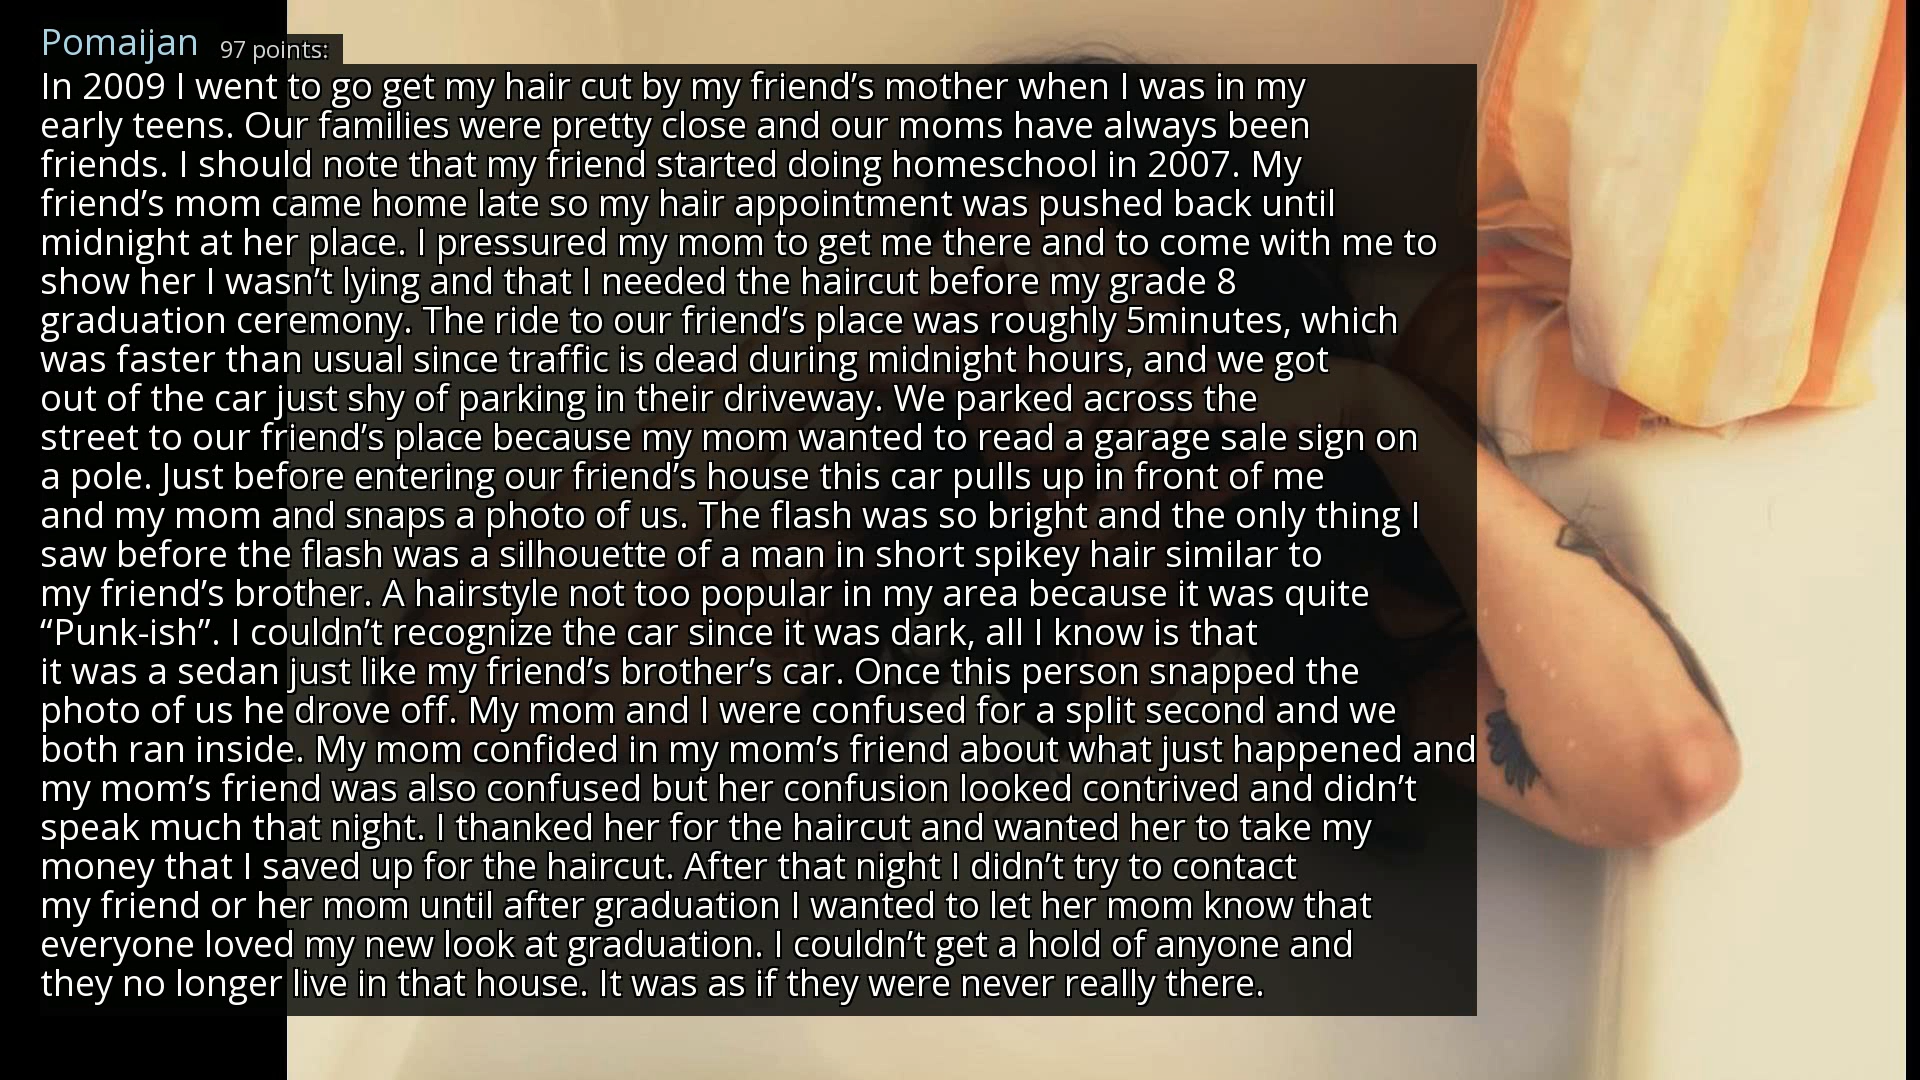 Pomaijan 97 points:
In 2009 I went to go get my hair cut by my friend’s mother when I was in my
early teens. Our families were pretty close and our moms have always been
friends. I should note that my friend started doing homeschool in 2007. My
friend’s mom came home late so my hair appointment was pushed back until
midnight at her place. I pressured my mom to get me there and to come with me to
show her I wasn’t lying and that I needed the haircut before my grade 8
graduation ceremony. The ride to our friend’s place was roughly 5minutes, which
was faster than usual since traffic is dead during midnight hours, and we got
out of the car just shy of parking in their driveway. We parked across the
street to our friend’s place because my mom wanted to read a garage sale sign on
a pole. Just before entering our friend’s house this car pulls up in front of me
and my mom and snaps a photo of us. The flash was so bright and the only thing I
saw before the flash was a silhouette of a man in short spikey hair similar to
my friend’s brother. A hairstyle not too popular in my area because it was quite
“Punk-ish”. I couldn’t recognize the car since it was dark, all I know is that
it was a sedan just like my friend’s brother’s car. Once this person snapped the
photo of us he drove off. My mom and I were confused for a split second and we
both ran inside. My mom confided in my mom’s friend about what just happened and
my mom’s friend was also confused but her confusion looked contrived and didn’t
speak much that night. I thanked her for the haircut and wanted her to take my
money that I saved up for the haircut. After that night I didn’t try to contact
my friend or her mom until after graduation I wanted to let her mom know that
everyone loved my new look at graduation. I couldn’t get a hold of anyone and
they no longer live in that house. It was as if they were never really there.